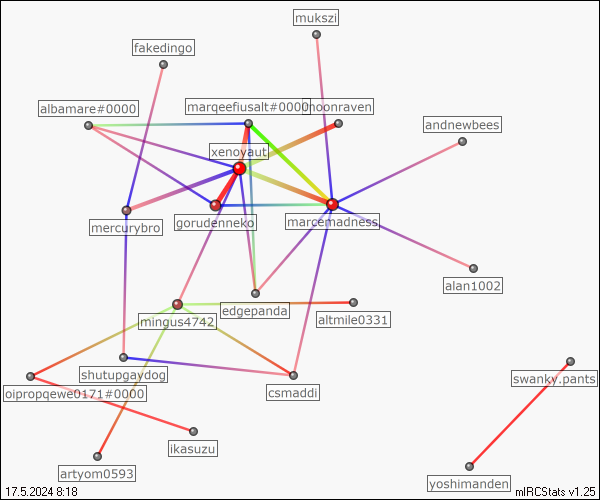 mukszi
fakedingo
albamare#0000
marqeefiusalt#0000
noonraven
andnewbees
xenoyaut
mercurybro
gorudenneko
marcemadness
alan1002
edgepanda
mingus4742
altmile0331
shutupgaydog
oipropqewe0171#0000
csmaddi
swanky.pants
ikasuzu
artyom0593
yoshimanden
17.5.2024 8:18
mIRCStats v1.25